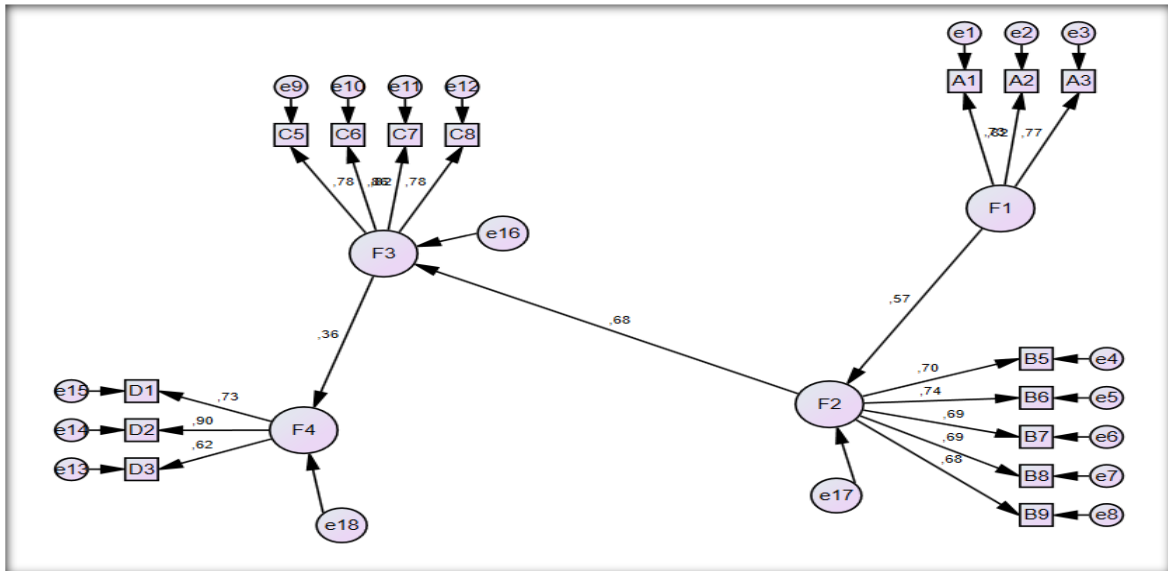 e1 e2 e3
A1 A2 A3
,77
F1
e9 e10 e11 e12
C5 C6 C7 C8
,78 ,78
F3
e16
,57
,68
,36
e15 D1 ,73
e14 D2 ,90
e13 D3 ,62
F4
e18
F2
e17
,70 B5 e4
,74 B6 e5
,69 B7 e6
,69 B8 e7
,68 B9 e8